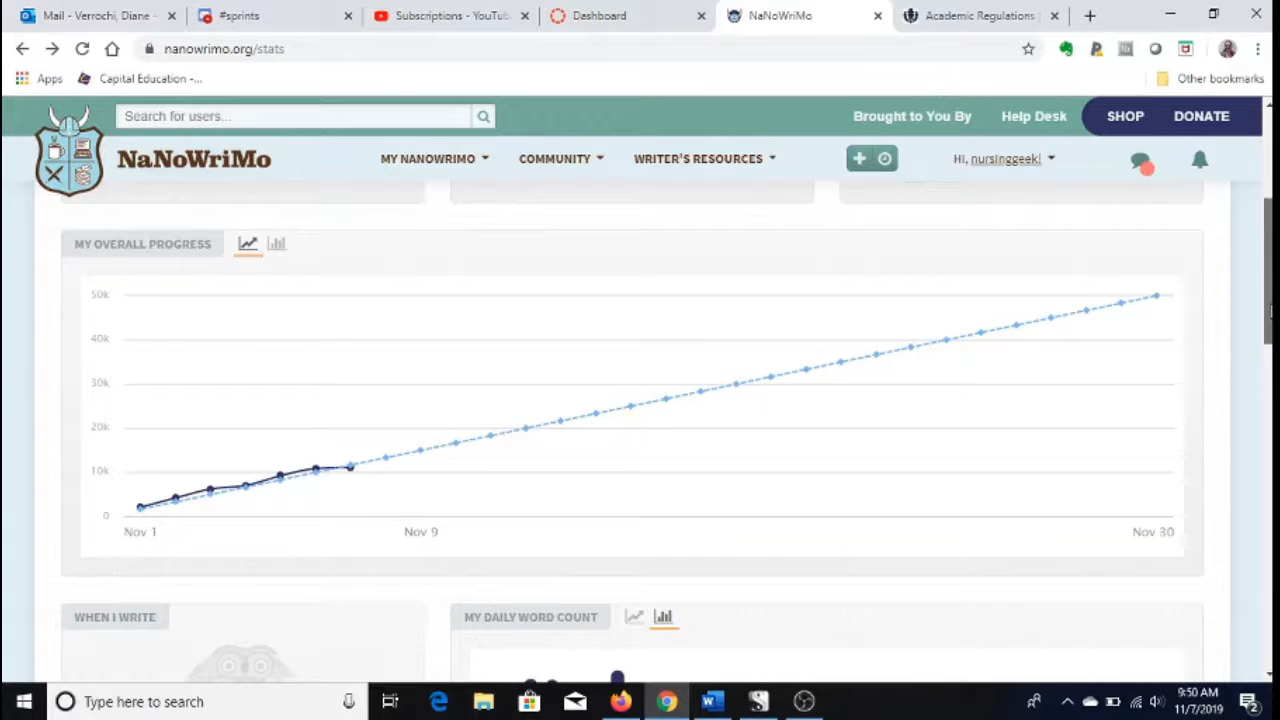 Mail - Verrochi, Diane -
#sprints
Subscriptions - YouTub
Dashboard
NaNoWriMo
Academic Regulations
nanowrimo.org/stats
Apps
Capital Education -...
Other bookmarks
Search for users...
Brought to You By
Help Desk
SHOP
DONATE
NaNoWriMo
MY NANOWRIMO
COMMUNITY
WRITER'S RESOURCES
Hi, nursinggeek!
MY OVERALL PROGRESS
50k
40k
30k
20k
10k
0
Nov 1
Nov 9
Nov 30
WHEN I WRITE
MY DAILY WORD COUNT
Type here to search
9:50 AM
11/7/2019
2